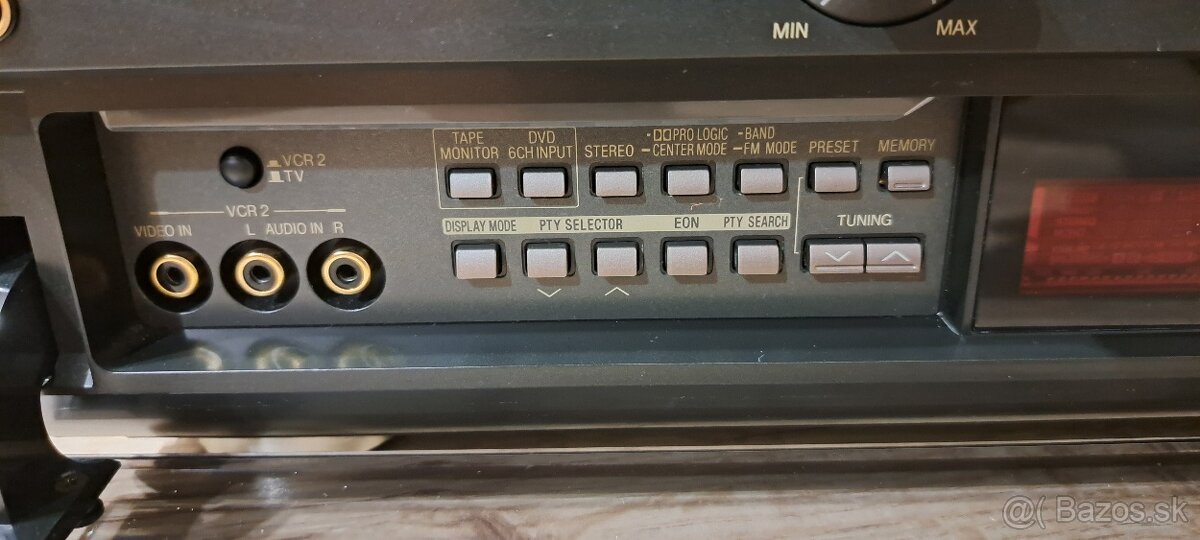 MIN MAX
TAPE MONITOR
DVD 6CH INPUT
STEREO
PRO LOGIC
CENTER MODE
BAND
FM MODE
PRESET
MEMORY
VCR 2
TV
VCR 2
VIDEO IN L AUDIO IN R
DISPLAY MODE PTY SELECTOR EON PTY SEARCH
TUNING
@( Bazos.sk